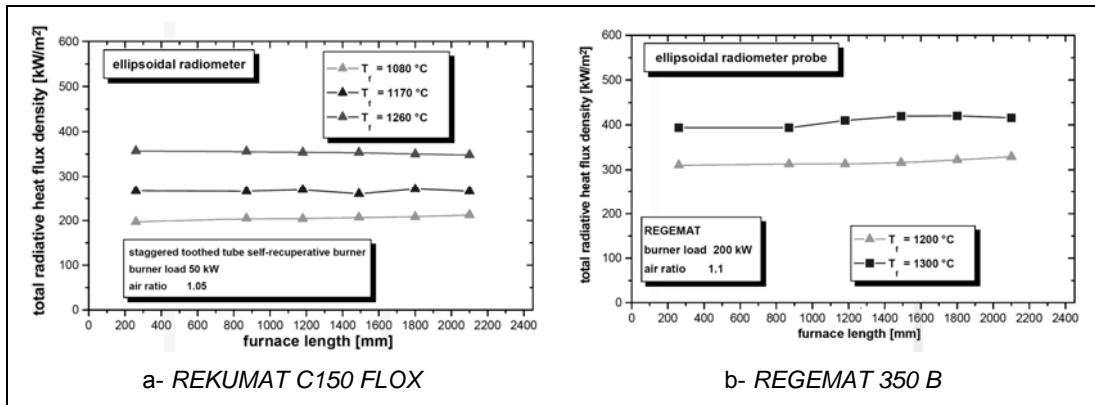 total radiative heat flux density [kW/m²]
600
500
400
300
200
100
0
ellipsoidal radiometer
T_f = 1080 °C
T_f = 1170 °C
T_f = 1260 °C
staggered toothed tube self-recuperative burner
burner load 50 kW
air ratio 1.05
0 200 400 600 800 1000 1200 1400 1600 1800 2000 2200 2400
furnace length [mm]
a- REKUMAT C150 FLOX
total radiative heat flux density [kW/m²]
600
500
400
300
200
100
0
ellipsoidal radiometer probe
REGEMAT
burner load 200 kW
air ratio 1.1
T_f = 1200 °C
T_f = 1300 °C
0 200 400 600 800 1000 1200 1400 1600 1800 2000 2200 2400
furnace length [mm]
b- REGEMAT 350 B